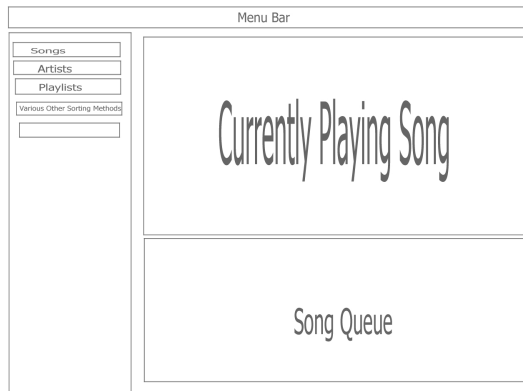 Menu Bar
Songs
Artists
Playlists
Various Other Sorting Methods
Currently Playing Song
Song Queue